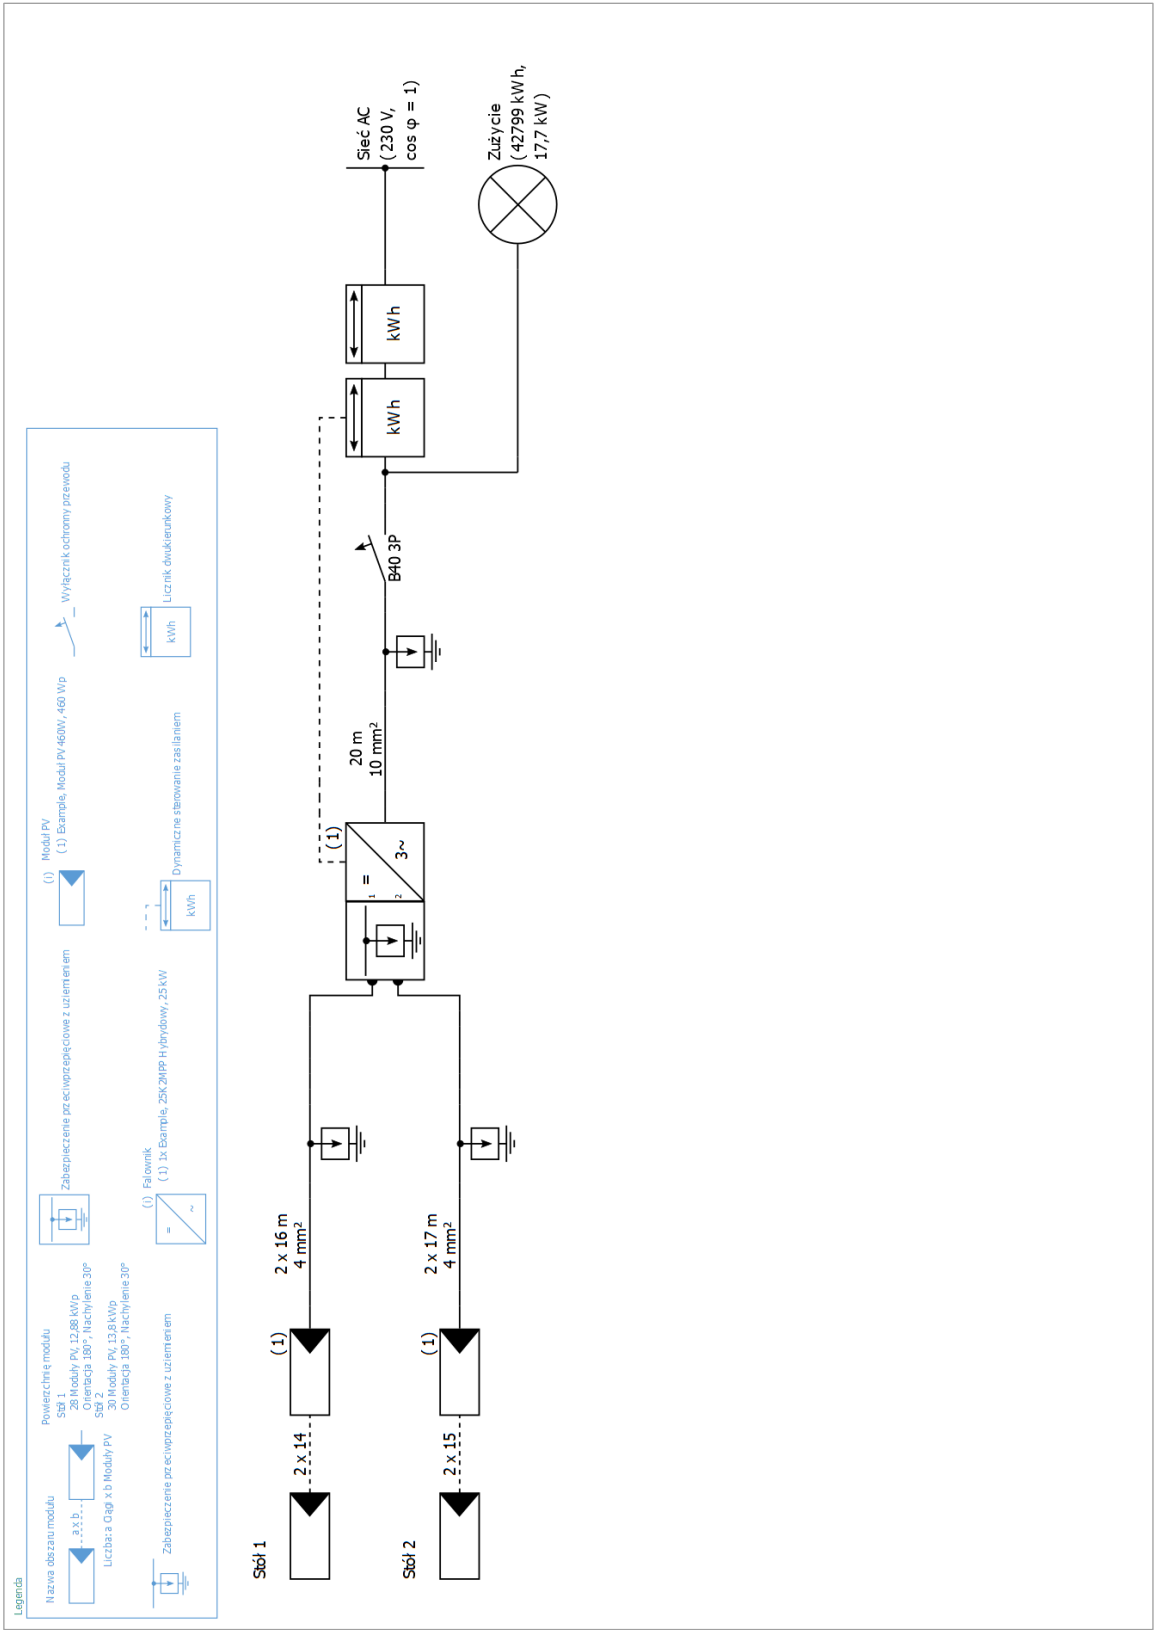 Legenda
Nazwa obszaru modułu
a x b
Liczba: a Ciągi x b Moduły PV
Powierzchnię modułu
Stół 1
28 Moduły PV, 12,88 kWp
Orientacja 180°, Nachylenie 30°
Stół 2
30 Moduły PV, 13,8 kWp
Orientacja 180°, Nachylenie 30°
Zabezpieczenie przeciwprzepięciowe z uziemieniem
(i) Moduł PV
(1) Example, Moduł PV 460W, 460 Wp
Wyłącznik ochronny przewodu
Zabezpieczenie przeciwprzepięciowe z uziemieniem
=
~
(i) Falownik
(1) 1x Example, 25K2MPP Hybrydowy, 25 kW
kWh
Dynamiczne sterowanie zasilaniem
kWh
Licznik dwukierunkowy
Stół 1
2 x 14
(1)
2 x 16 m
4 mm²
Stół 2
2 x 15
(1)
2 x 17 m
4 mm²
(1)
=
3~
1
2
20 m
10 mm²
B40 3P
kWh
kWh
Sieć AC
(230 V,
cos φ = 1)
Zużycie
(42799 kWh,
17,7 kW)